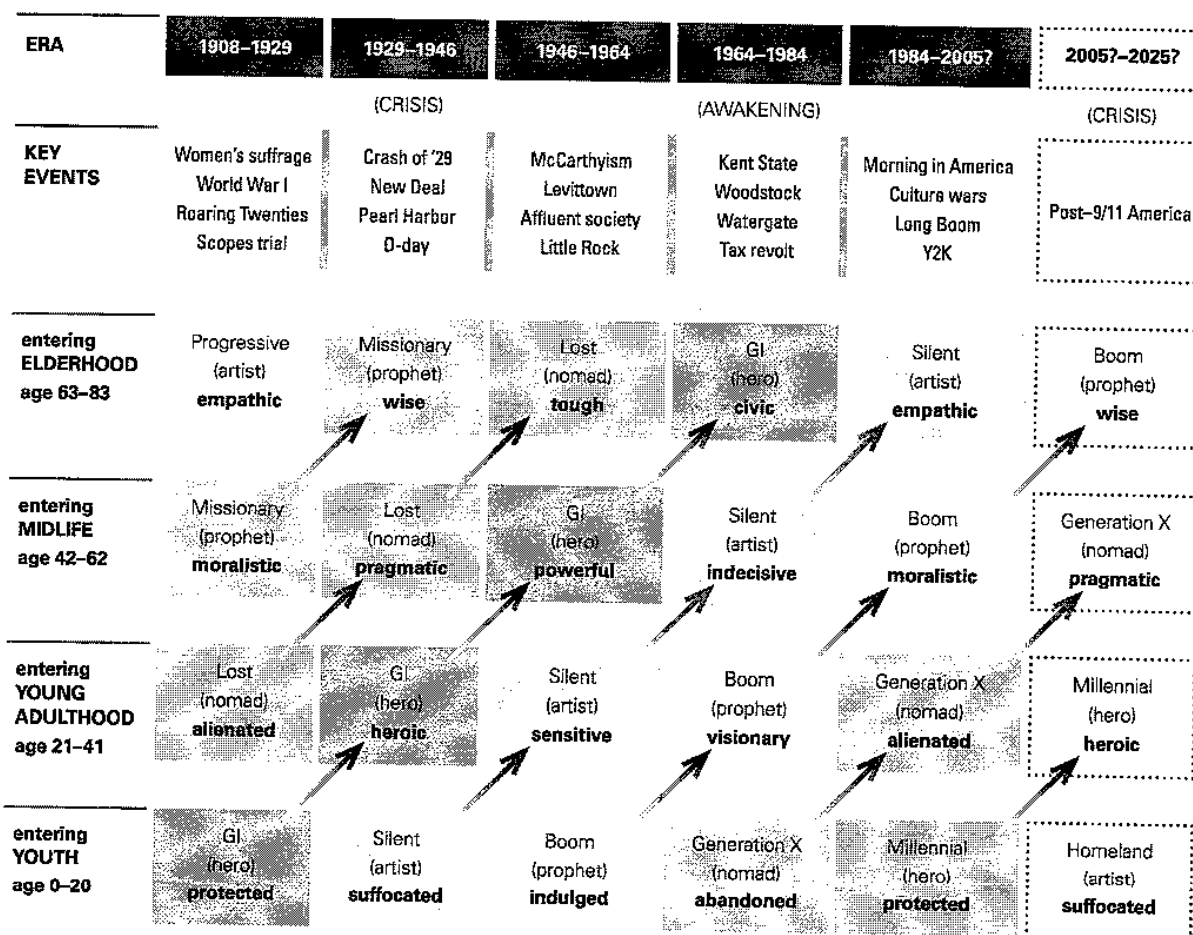 ERA
1908–1929
1929–1946
1946–1964
1964–1984
1984–2005?
2005?–2025?
(CRISIS)
(AWAKENING)
(CRISIS)
KEY
EVENTS
Women's suffrage
World War I
Roaring Twenties
Scopes trial
Crash of '29
New Deal
Pearl Harbor
D-day
McCarthyism
Levittown
Affluent society
Little Rock
Kent State
Woodstock
Watergate
Tax revolt
Morning in America
Culture wars
Long Boom
Y2K
Post–9/11 America
entering
ELDERHOOD
age 63–83
Progressive
(artist)
empathic
Missionary
(prophet)
wise
Lost
(nomad)
tough
GI
(hero)
civic
Silent
(artist)
empathic
Boom
(prophet)
wise
entering
MIDLIFE
age 42–62
Missionary
(prophet)
moralistic
Lost
(nomad)
pragmatic
GI
(hero)
powerful
Silent
(artist)
indecisive
Boom
(prophet)
moralistic
Generation X
(nomad)
pragmatic
entering
YOUNG
ADULTHOOD
age 21–41
Lost
(nomad)
alienated
GI
(hero)
heroic
Silent
(artist)
sensitive
Boom
(prophet)
visionary
Generation X
(nomad)
alienated
Millennial
(hero)
heroic
entering
YOUTH
age 0–20
GI
(hero)
protected
Silent
(artist)
suffocated
Boom
(prophet)
indulged
Generation X
(nomad)
abandoned
Millennial
(hero)
protected
Homeland
(artist)
suffocated